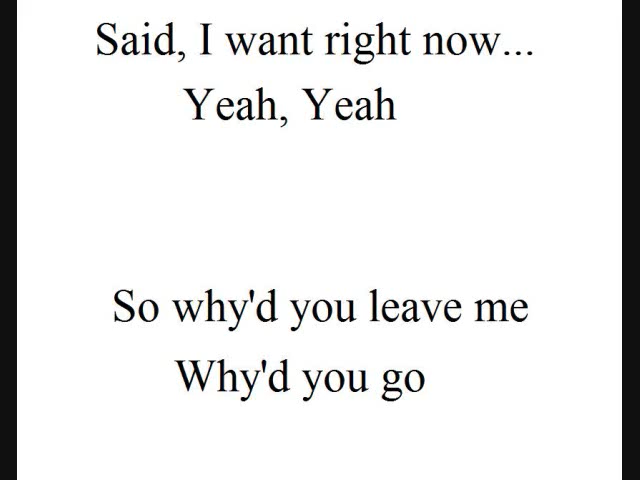 Said, I want right now...
Yeah, Yeah
So why'd you leave me
Why'd you go